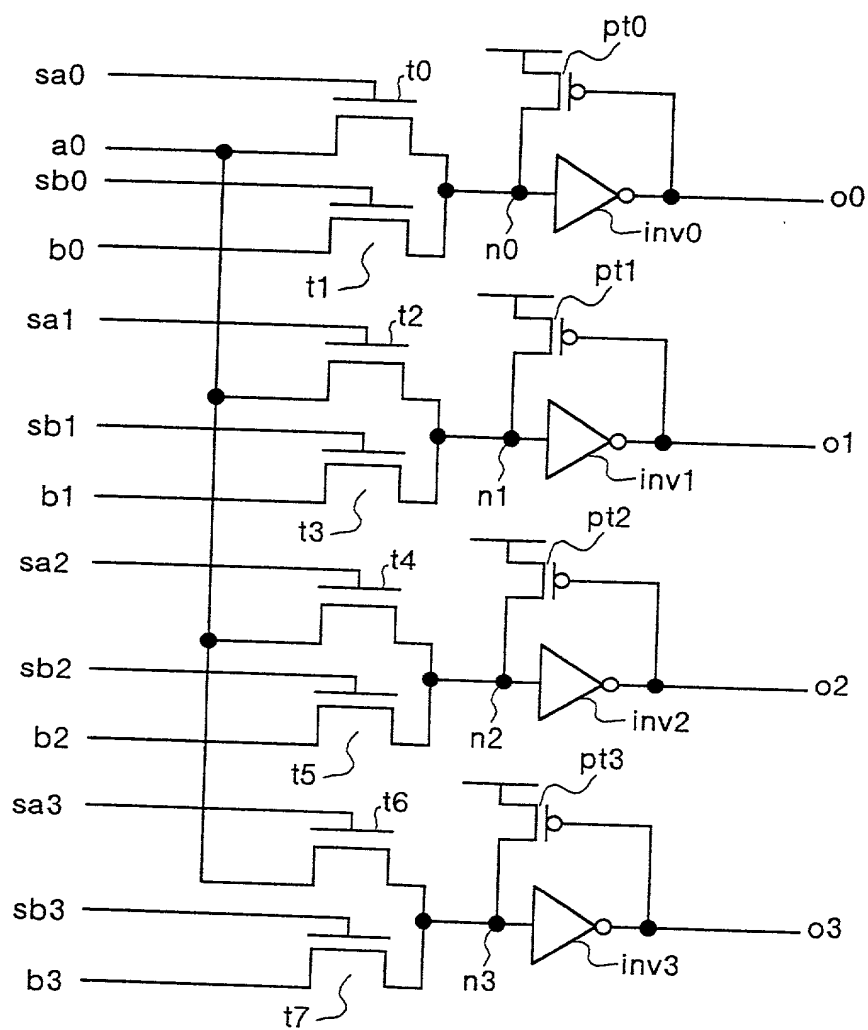 pt0
sa0
t0
a0
sb0
o0
inv0
b0
n0
t1
pt1
sa1
t2
sb1
o1
inv1
b1
n1
t3
pt2
sa2
t4
sb2
o2
inv2
b2
n2
t5
pt3
sa3
t6
sb3
o3
inv3
b3
n3
t7